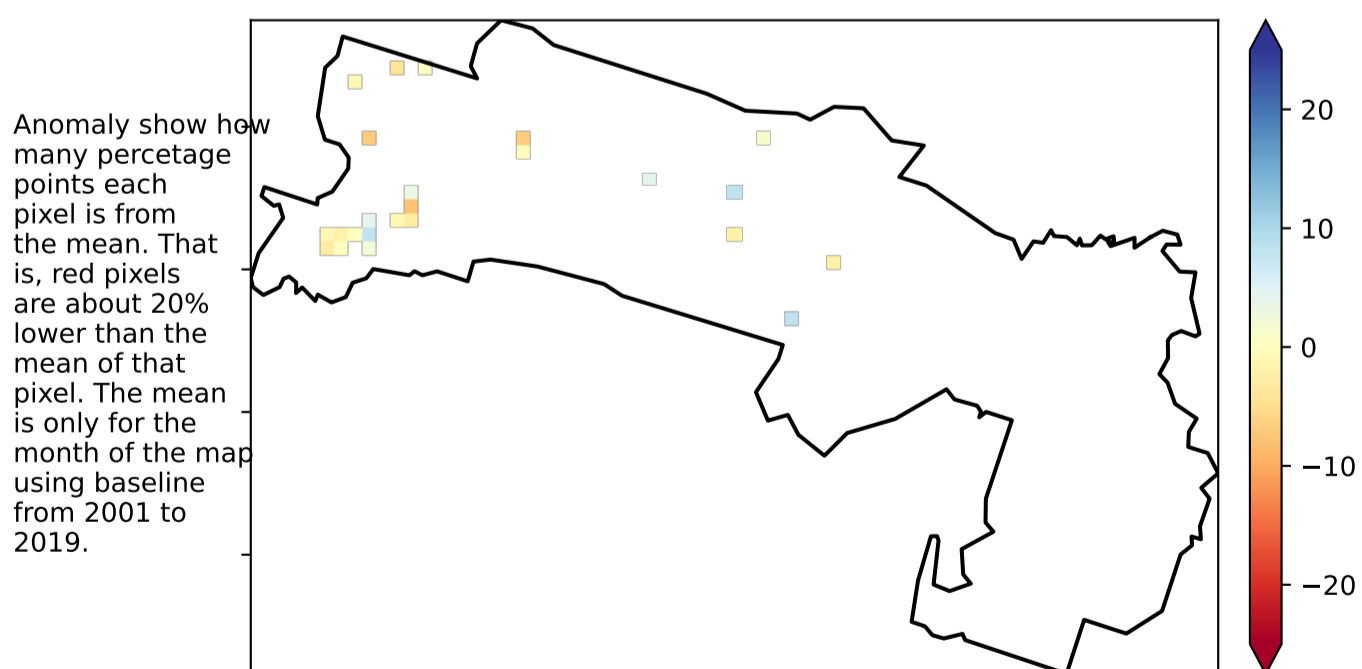 Anomaly show how
many percetage
points each
pixel is from
the mean. That
is, red pixels
are about 20%
lower than the
mean of that
pixel. The mean
is only for the
month of the map
using baseline
from 2001 to
2019.
20
10
0
−10
−20